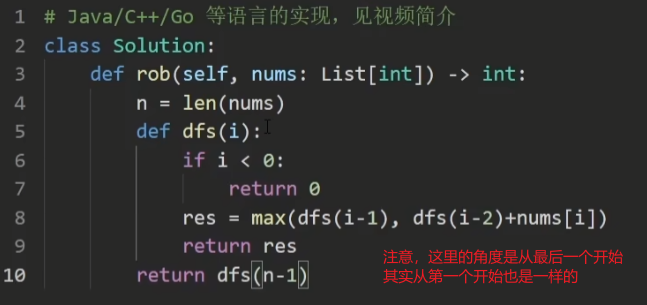 1 # Java/C++/Go 等语言的实现，见视频简介
2 class Solution:
3     def rob(self, nums: List[int]) -> int:
4         n = len(nums)
5         def dfs(i):
6             if i < 0:
7                 return 0
8             res = max(dfs(i-1), dfs(i-2)+nums[i])
9             return res
10         return dfs(n-1)
注意，这里的角度是从最后一个开始
其实从第一个开始也是一样的